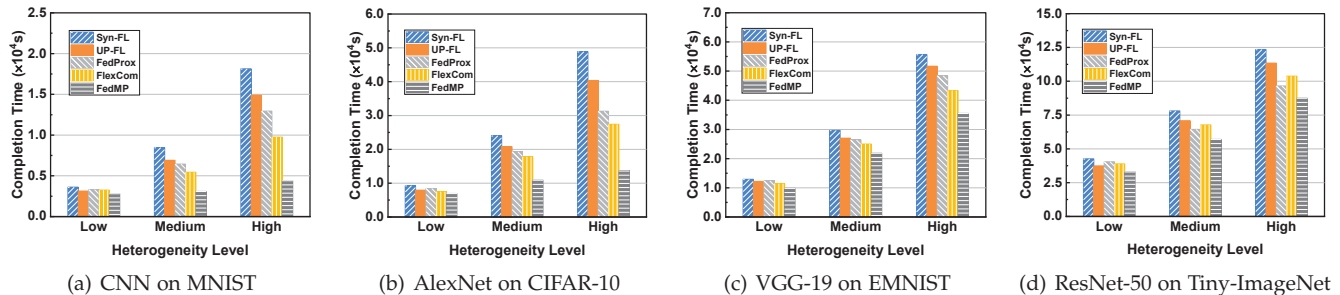 Completion Time (×10⁴s)
2.5
2.0
1.5
1.0
0.5
0.0
Syn-FL
UP-FL
FedProx
FlexCom
FedMP
Low Medium High
Heterogeneity Level
(a) CNN on MNIST
Completion Time (×10⁴s)
6.0
5.0
4.0
3.0
2.0
1.0
0.0
Syn-FL
UP-FL
FedProx
FlexCom
FedMP
Low Medium High
Heterogeneity Level
(b) AlexNet on CIFAR-10
Completion Time (×10⁴s)
7.0
6.0
5.0
4.0
3.0
2.0
1.0
0.0
Syn-FL
UP-FL
FedProx
FlexCom
FedMP
Low Medium High
Heterogeneity Level
(c) VGG-19 on EMNIST
Completion Time (×10⁴s)
15.0
12.5
10.0
7.5
5.0
2.5
0.0
Syn-FL
UP-FL
FedProx
FlexCom
FedMP
Low Medium High
Heterogeneity Level
(d) ResNet-50 on Tiny-ImageNet